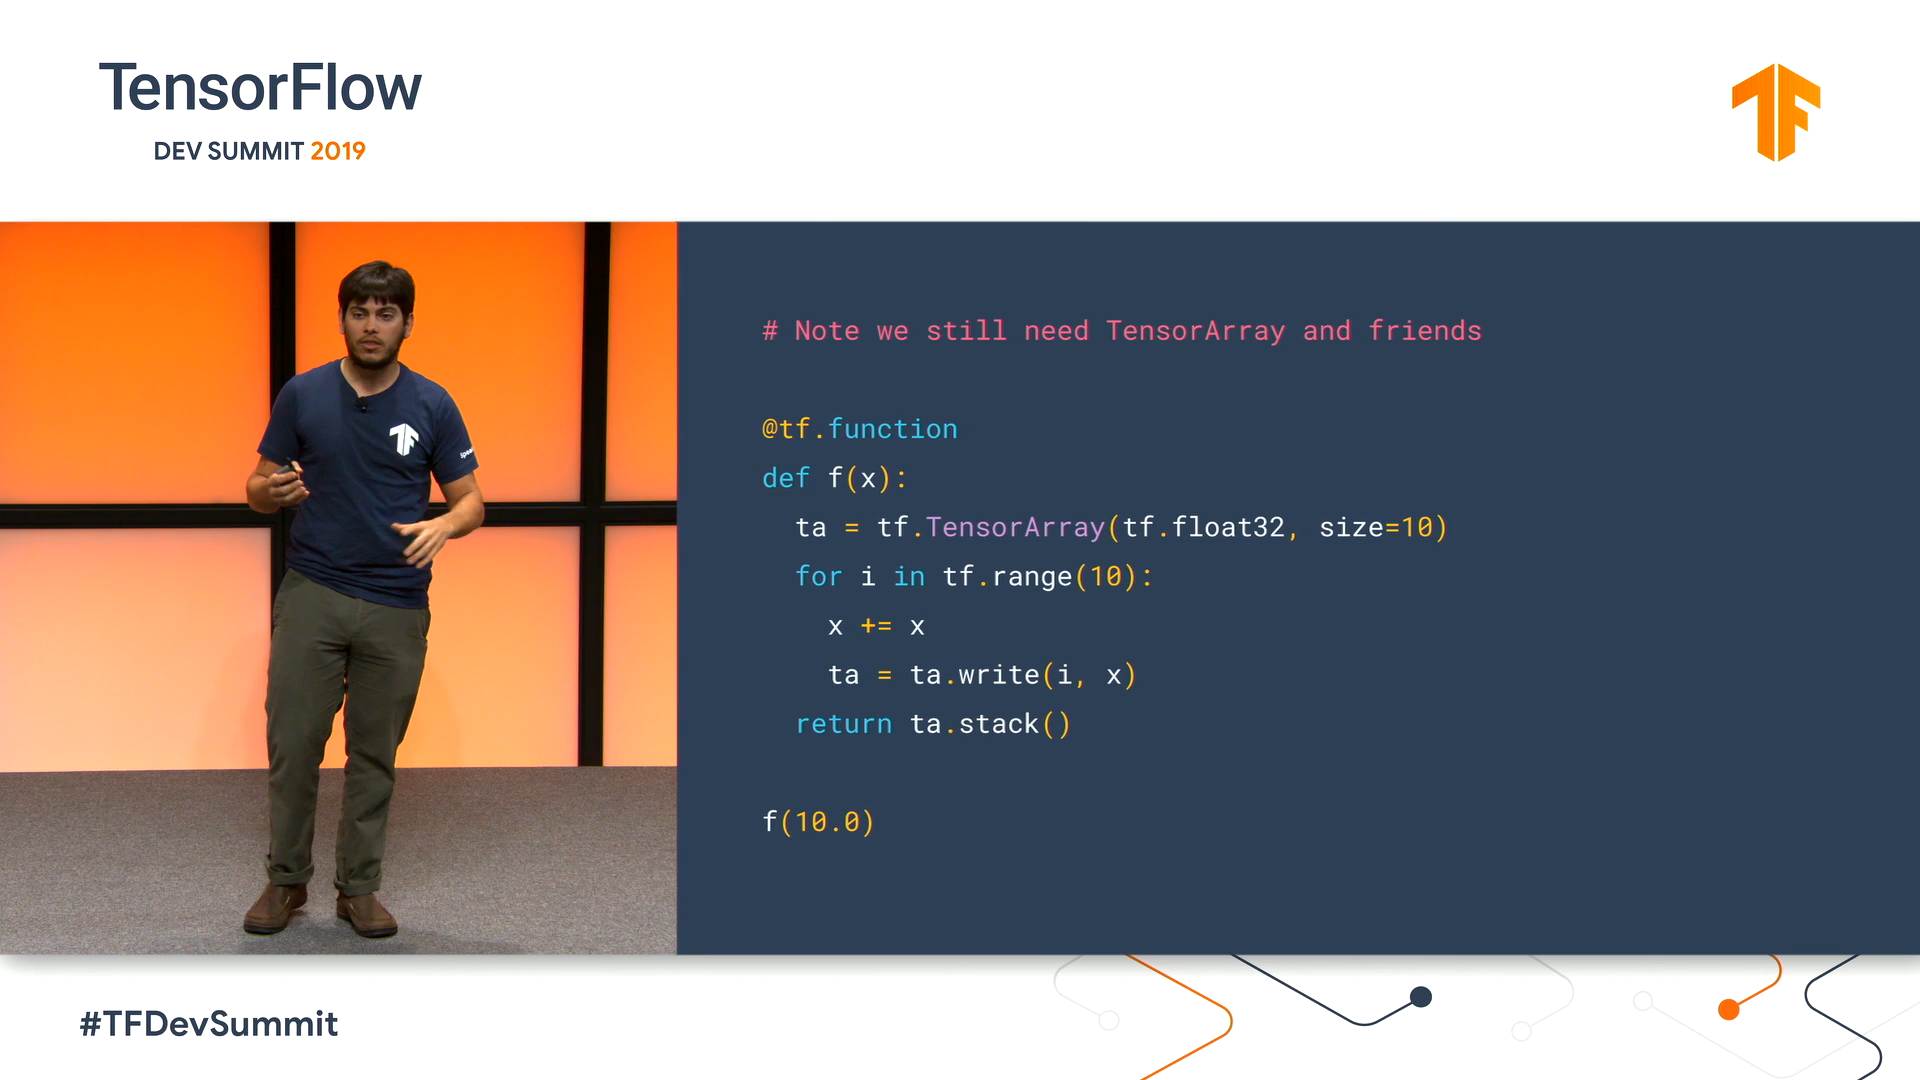 TensorFlow
DEV SUMMIT 2019
# Note we still need TensorArray and friends
@tf.function
def f(x):
  ta = tf.TensorArray(tf.float32, size=10)
  for i in tf.range(10):
    x += x
    ta = ta.write(i, x)
  return ta.stack()
f(10.0)
#TFDevSummit